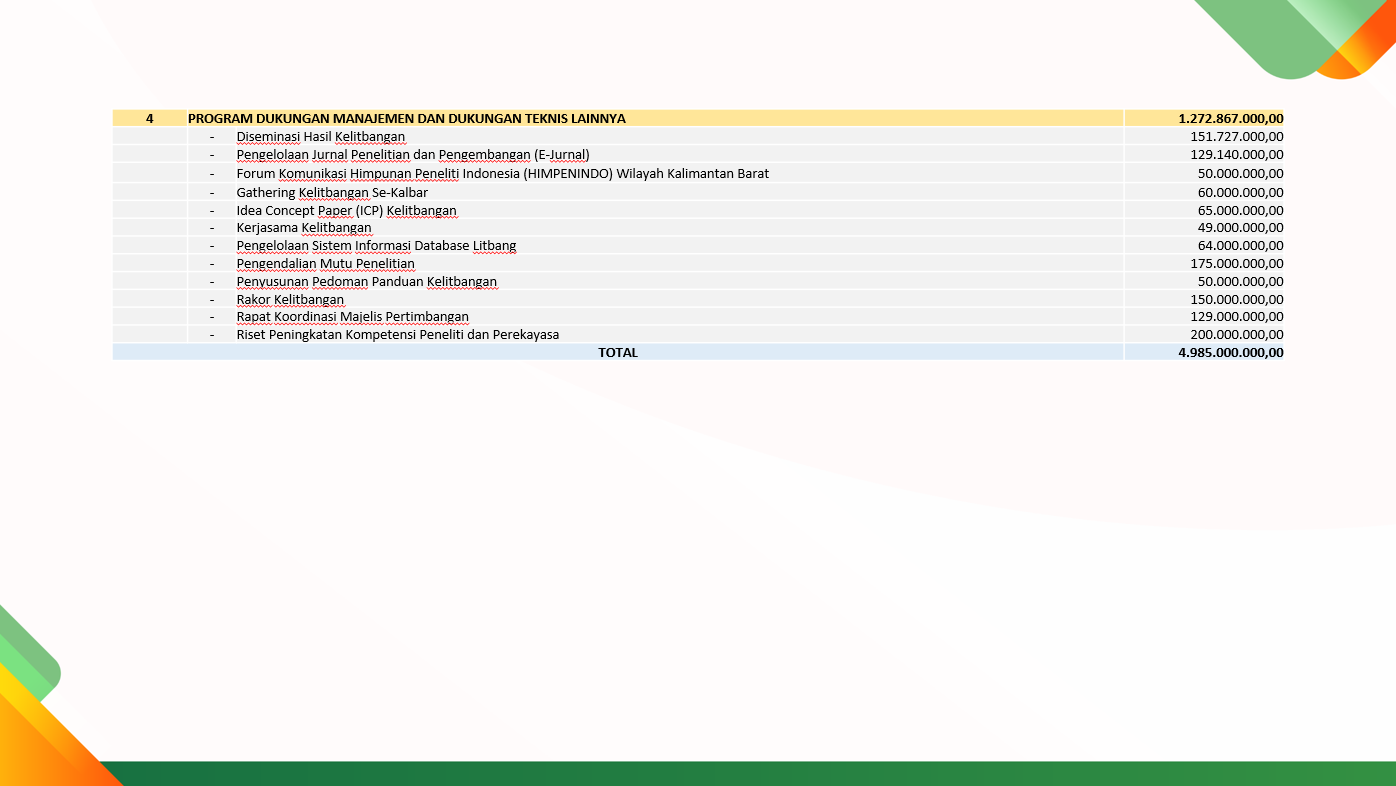 4 PROGRAM DUKUNGAN MANAJEMEN DAN DUKUNGAN TEKNIS LAINNYA 1.272.867.000,00
- Diseminasi Hasil Kelitbangan 151.727.000,00
- Pengelolaan Jurnal Penelitian dan Pengembangan (E-Jurnal) 129.140.000,00
- Forum Komunikasi Himpunan Peneliti Indonesia (HIMPENINDO) Wilayah Kalimantan Barat 50.000.000,00
- Gathering Kelitbangan Se-Kalbar 60.000.000,00
- Idea Concept Paper (ICP) Kelitbangan 65.000.000,00
- Kerjasama Kelitbangan 49.000.000,00
- Pengelolaan Sistem Informasi Database Litbang 64.000.000,00
- Pengendalian Mutu Penelitian 175.000.000,00
- Penyusunan Pedoman Panduan Kelitbangan 50.000.000,00
- Rakor Kelitbangan 150.000.000,00
- Rapat Koordinasi Majelis Pertimbangan 129.000.000,00
- Riset Peningkatan Kompetensi Peneliti dan Perekayasa 200.000.000,00
TOTAL 4.985.000.000,00